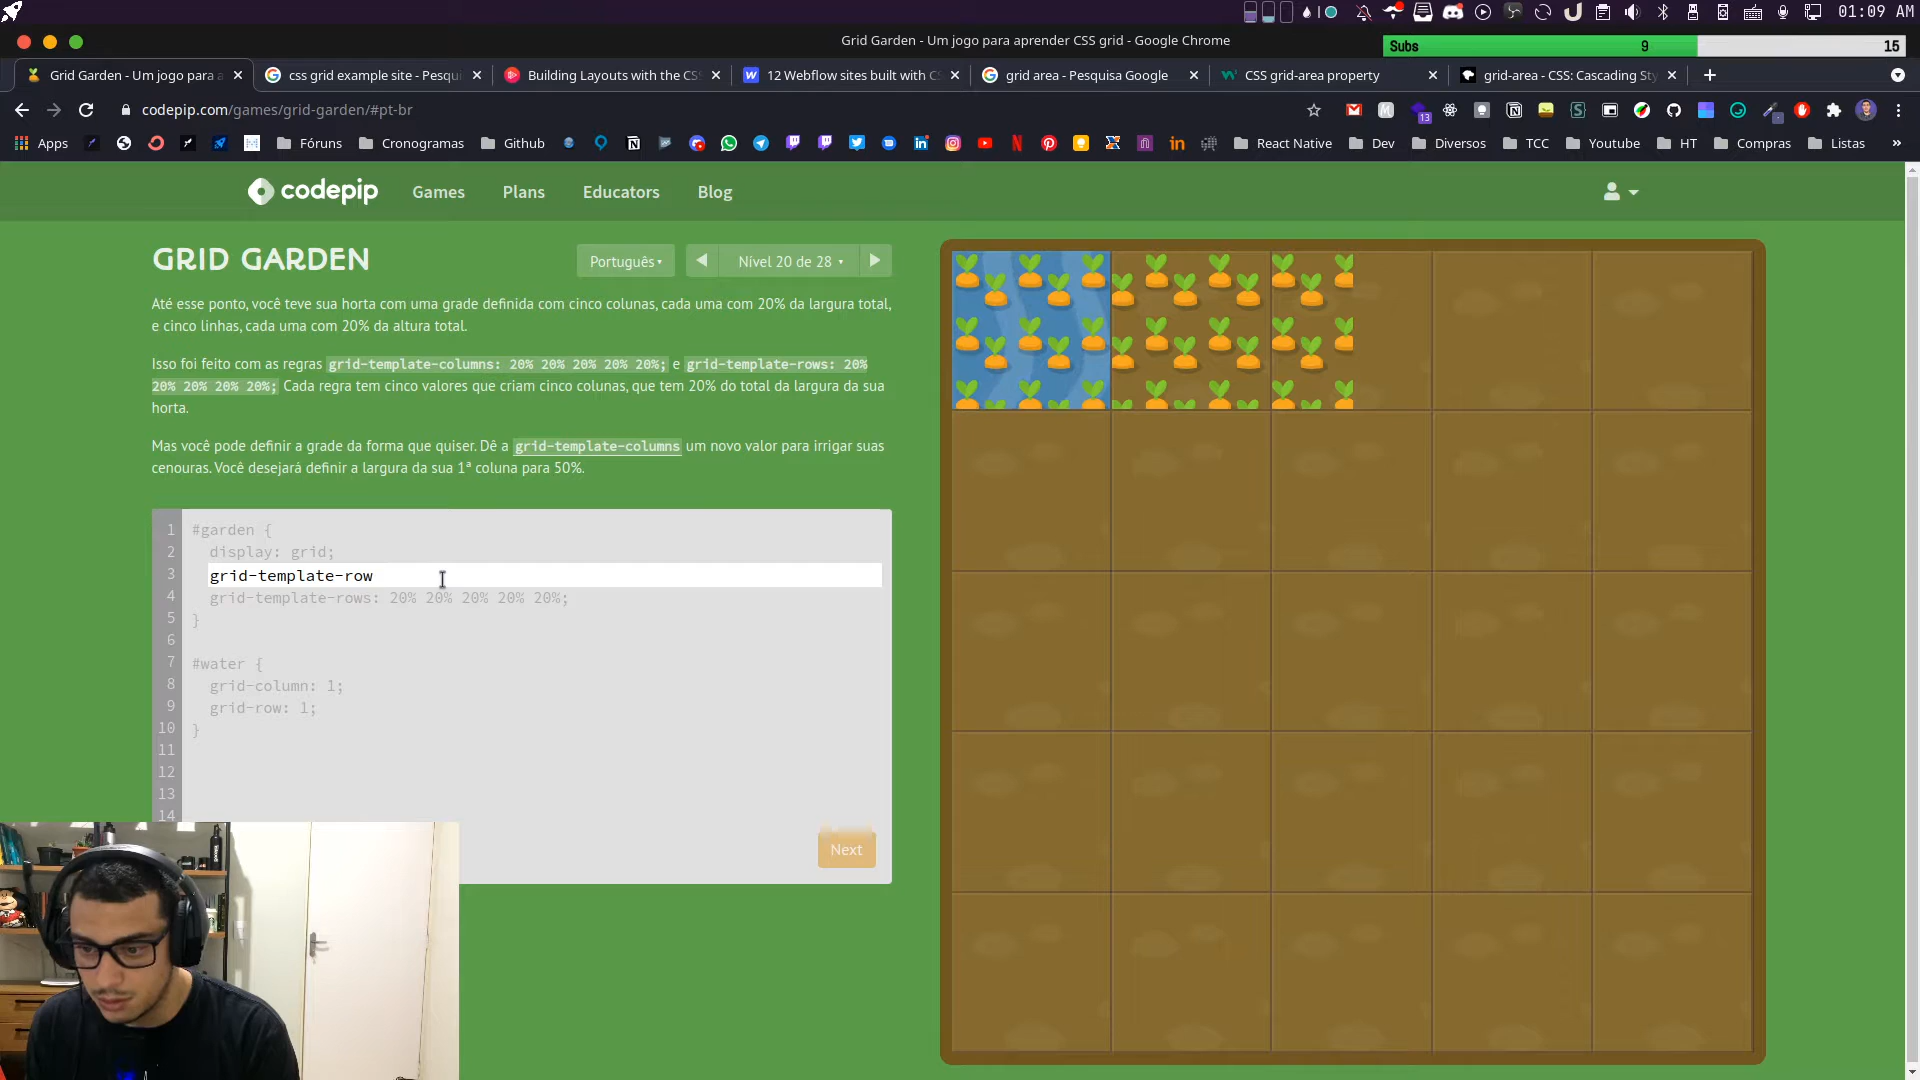 01:09 AM
Grid Garden - Um jogo para aprender CSS grid - Google Chrome
Subs 9 15
Grid Garden - Um jogo para a
css grid example site - Pesqui
Building Layouts with the CS
12 Webflow sites built with C
grid area - Pesquisa Google
CSS grid-area property
grid-area - CSS: Cascading Sty
codepip.com/games/grid-garden/#pt-br
13
Apps
Fóruns
Cronogramas
Github
React Native
Dev
Diversos
TCC
Youtube
HT
Compras
Listas
»
codepip
Games
Plans
Educators
Blog
GRID GARDEN
Português
Nível 20 de 28
Até esse ponto, você teve sua horta com uma grade definida com cinco colunas, cada uma com 20% da largura total,
e cinco linhas, cada uma com 20% da altura total.
Isso foi feito com as regras grid-template-columns: 20% 20% 20% 20% 20%; e grid-template-rows: 20%
20% 20% 20% 20%; Cada regra tem cinco valores que criam cinco colunas, que tem 20% do total da largura da sua
horta.
Mas você pode definir a grade da forma que quiser. Dê a grid-template-columns um novo valor para irrigar suas
cenouras. Você desejará definir a largura da sua 1ª coluna para 50%.
1 #garden {
2 display: grid;
3 grid-template-row
4 grid-template-rows: 20% 20% 20% 20% 20%;
5 }
6
7 #water {
8 grid-column: 1;
9 grid-row: 1;
10 }
11
12
13
14
Next